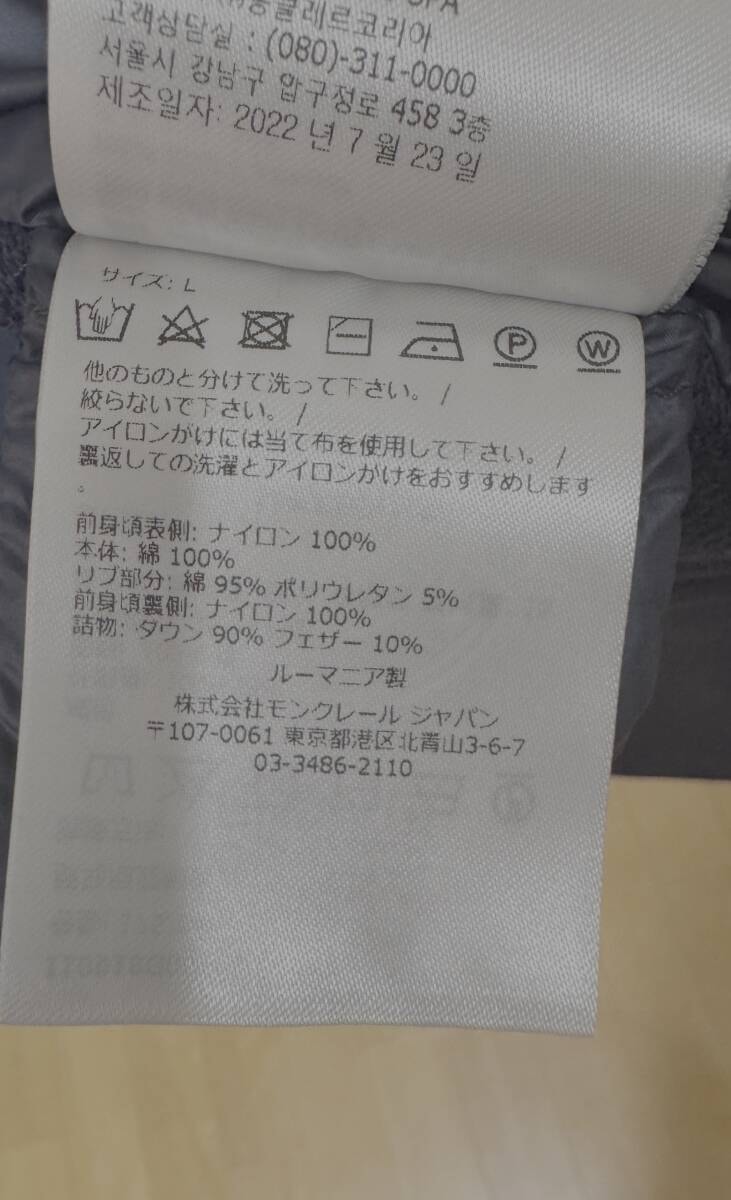 SPA
몽클레르코리아
고객상담실 : (080)-311-0000
서울시 강남구 압구정로 458 3층
제조일자: 2022 년 7 월 23 일
サイズ: L
P W
他のものと分けて洗って下さい。 /
絞らないで下さい。 /
アイロンがけには当て布を使用して下さい。 /
裏返しての洗濯とアイロンがけをおすすめします
。
前身頃表側: ナイロン 100%
本体: 綿 100%
リブ部分: 綿 95% ポリウレタン 5%
前身頃裏側: ナイロン 100%
詰物: ダウン 90% フェザー 10%
ルーマニア製
株式会社モンクレール ジャパン
〒107-0061 東京都港区北青山3-6-7
03-3486-2110